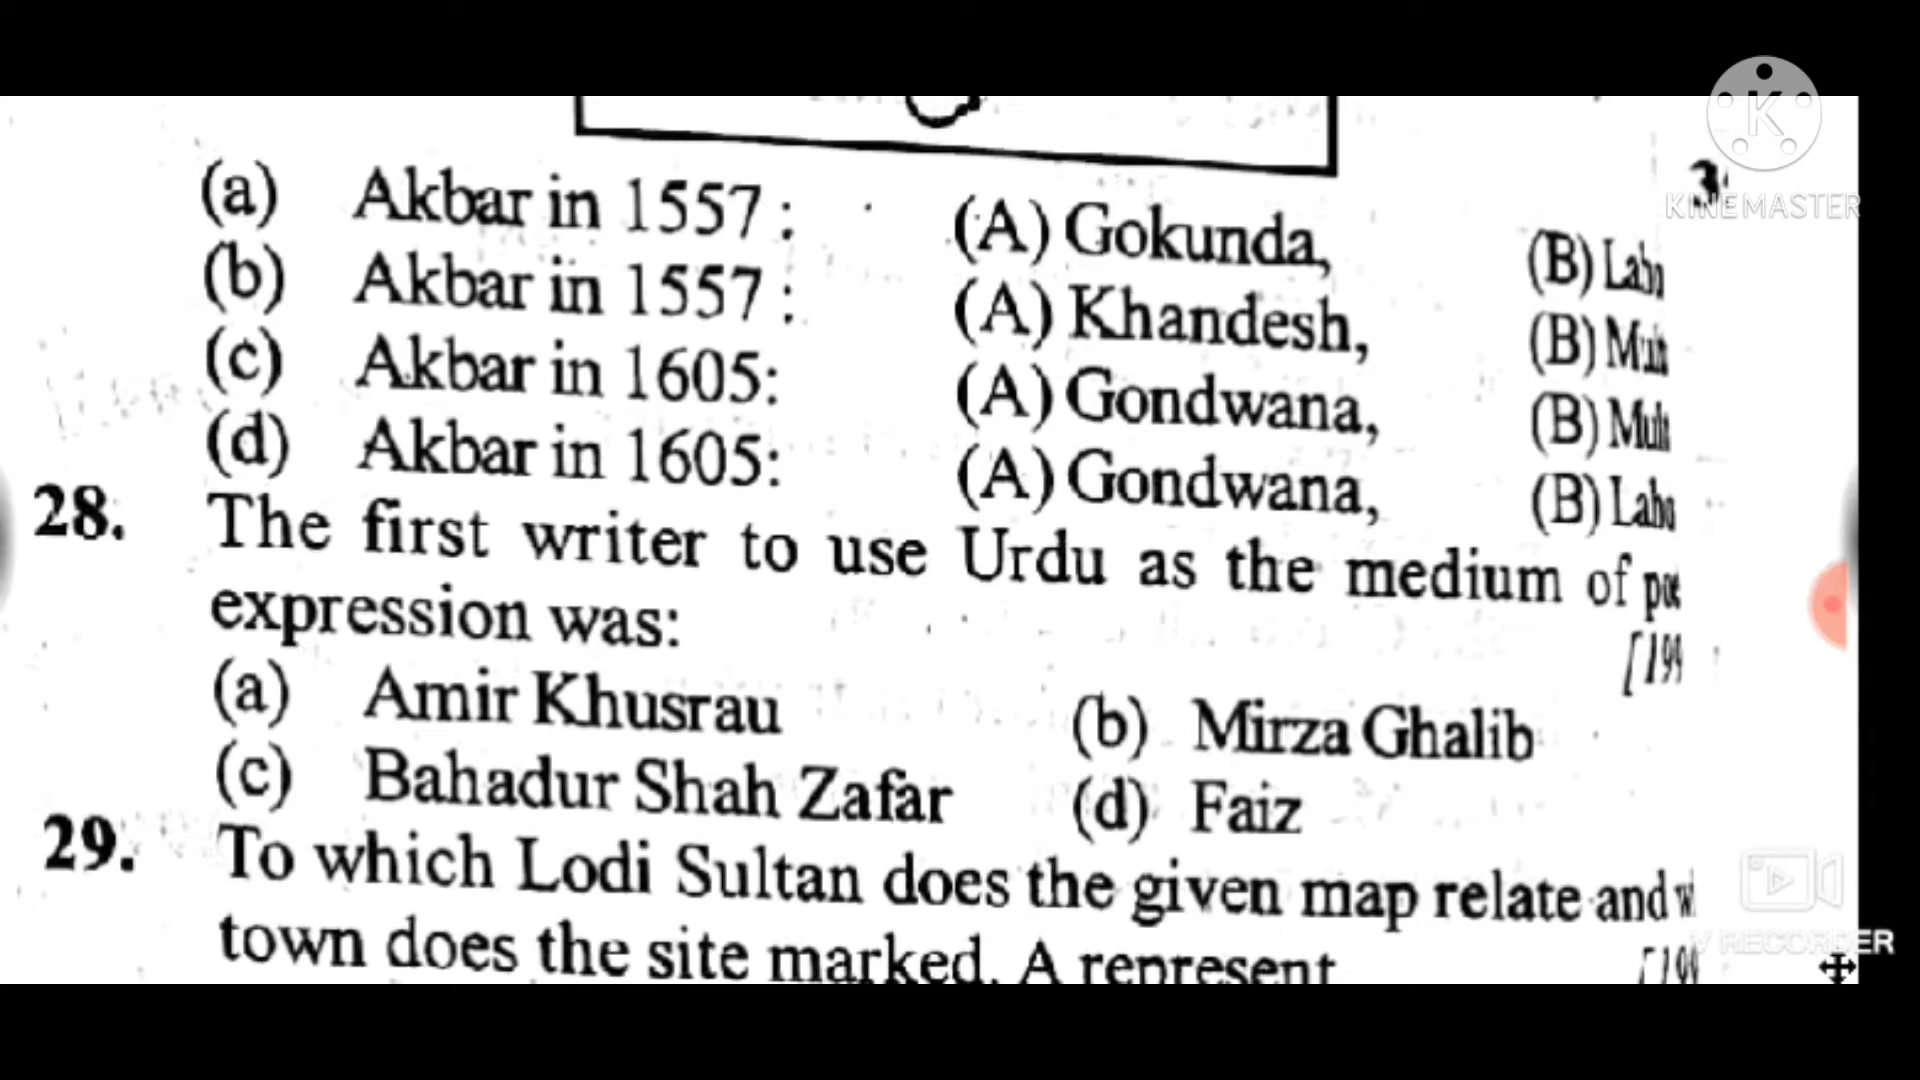 KINEMASTER
(a) Akbar in 1557 : (A) Gokunda, (B)
(b) Akbar in 1557 : (A) Khandesh, (B)
(c) Akbar in 1605: (A) Gondwana, (B)
(d) Akbar in 1605: (A) Gondwana, (B)
28. The first writer to use Urdu as the medium of
expression was:
(a) Amir Khusrau (b) Mirza Ghalib
(c) Bahadur Shah Zafar (d) Faiz
29. To which Lodi Sultan does the given map relate and
town does the site marked. A represent
V RECORDER